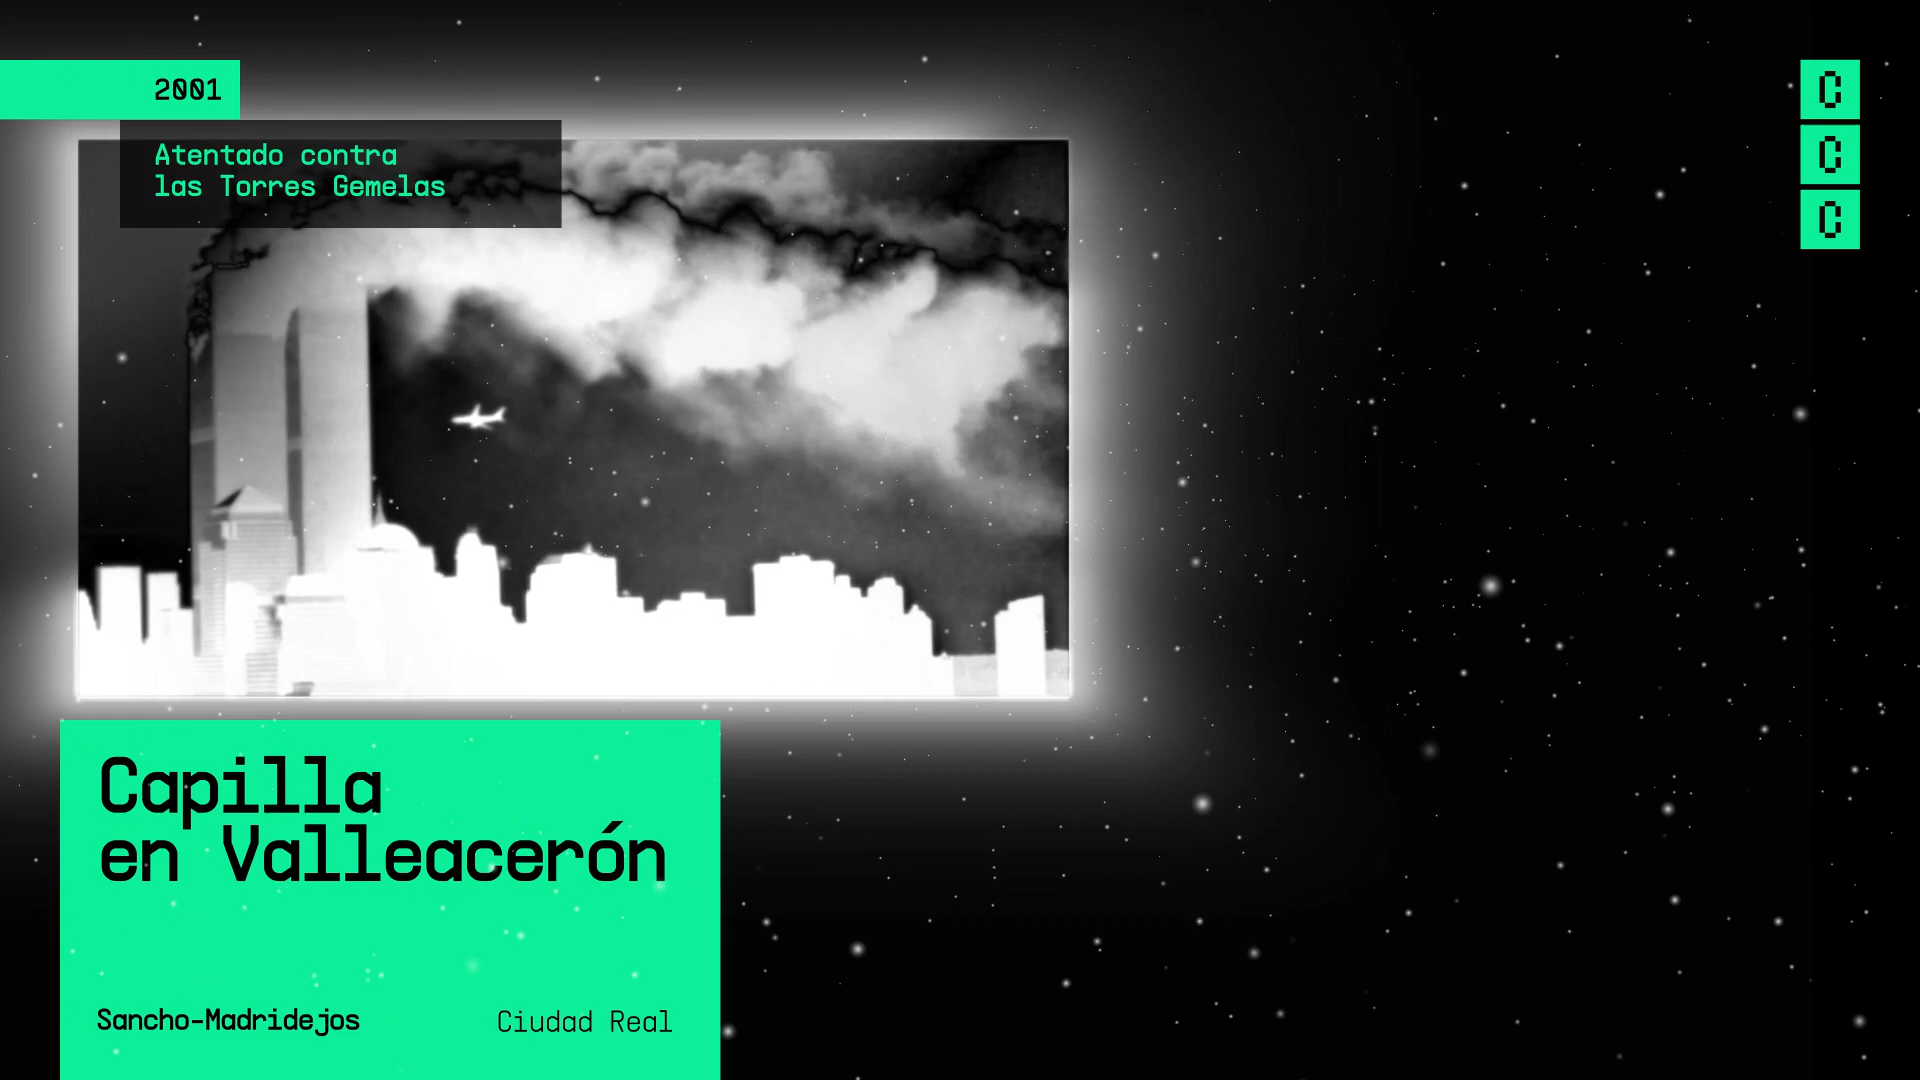 2001
Atentado contra
las Torres Gemelas
C
C
C
Capilla
en Valleacerón
Sancho-Madridejos
Ciudad Real